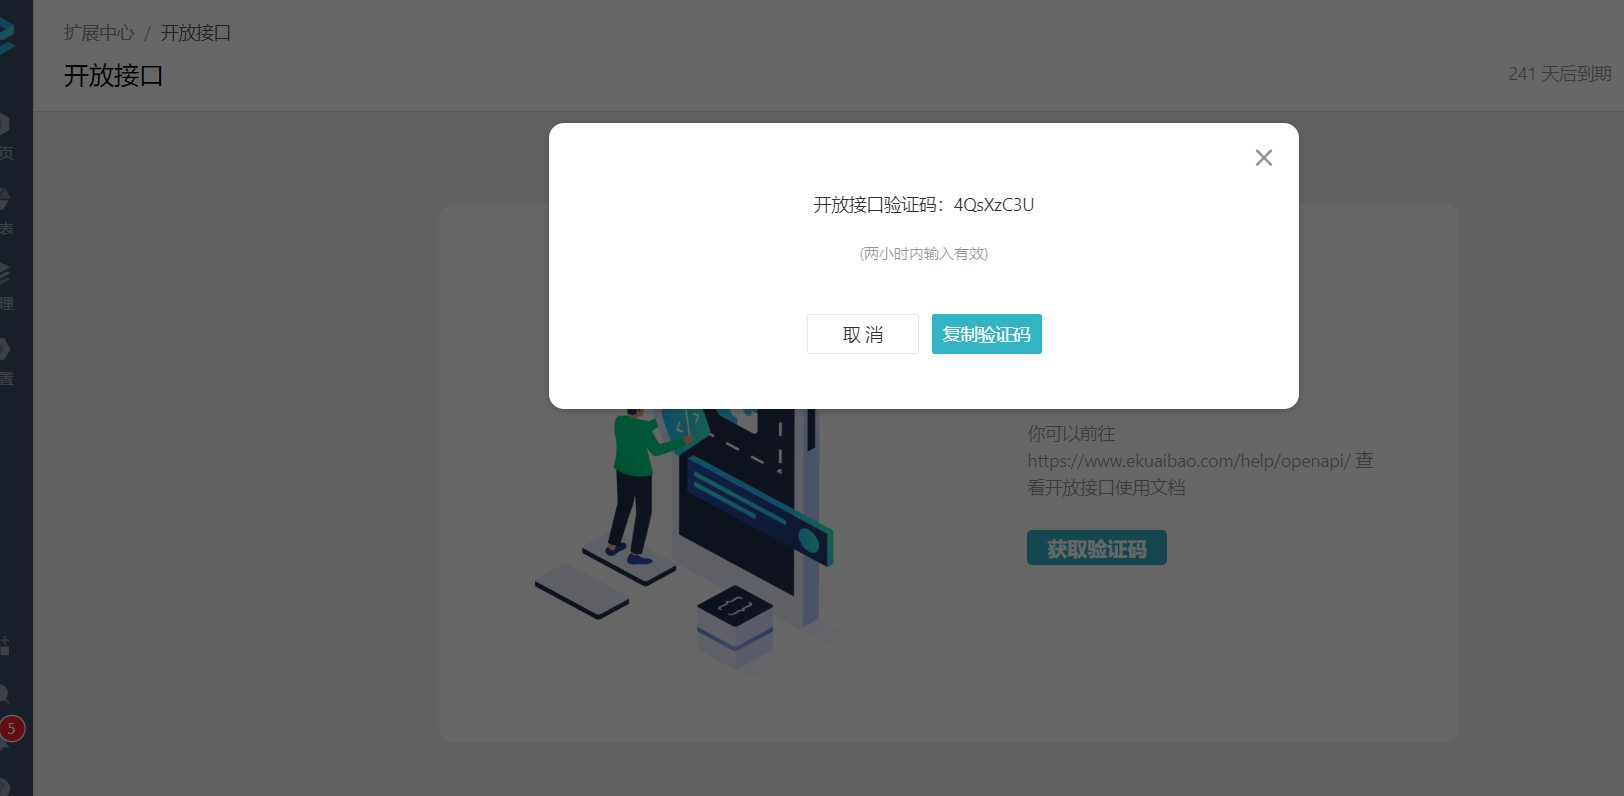 扩展中心 / 开放接口
开放接口
241 天后到期
页
表
理
置
5
开放接口验证码：4QsXzC3U
(两小时内输入有效)
取 消
复制验证码
你可以前往
https://www.ekuaibao.com/help/openapi/ 查
看开放接口使用文档
获取验证码